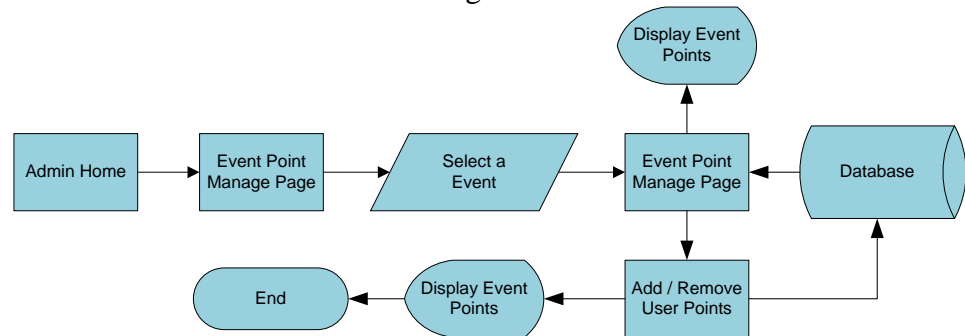 Display Event
Points
Admin Home
Event Point
Manage Page
Select a
Event
Event Point
Manage Page
Database
End
Display Event
Points
Add / Remove
User Points